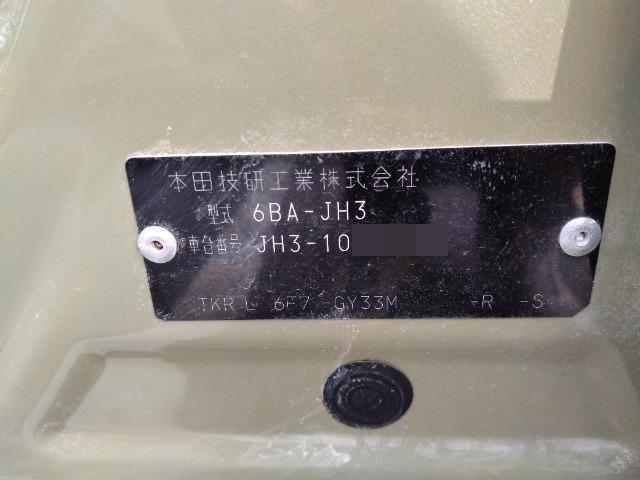 本田技研工業株式会社
型式 6BA-JH3
車台番号 JH3-10
TKR L 6F7 GY33M -R -S